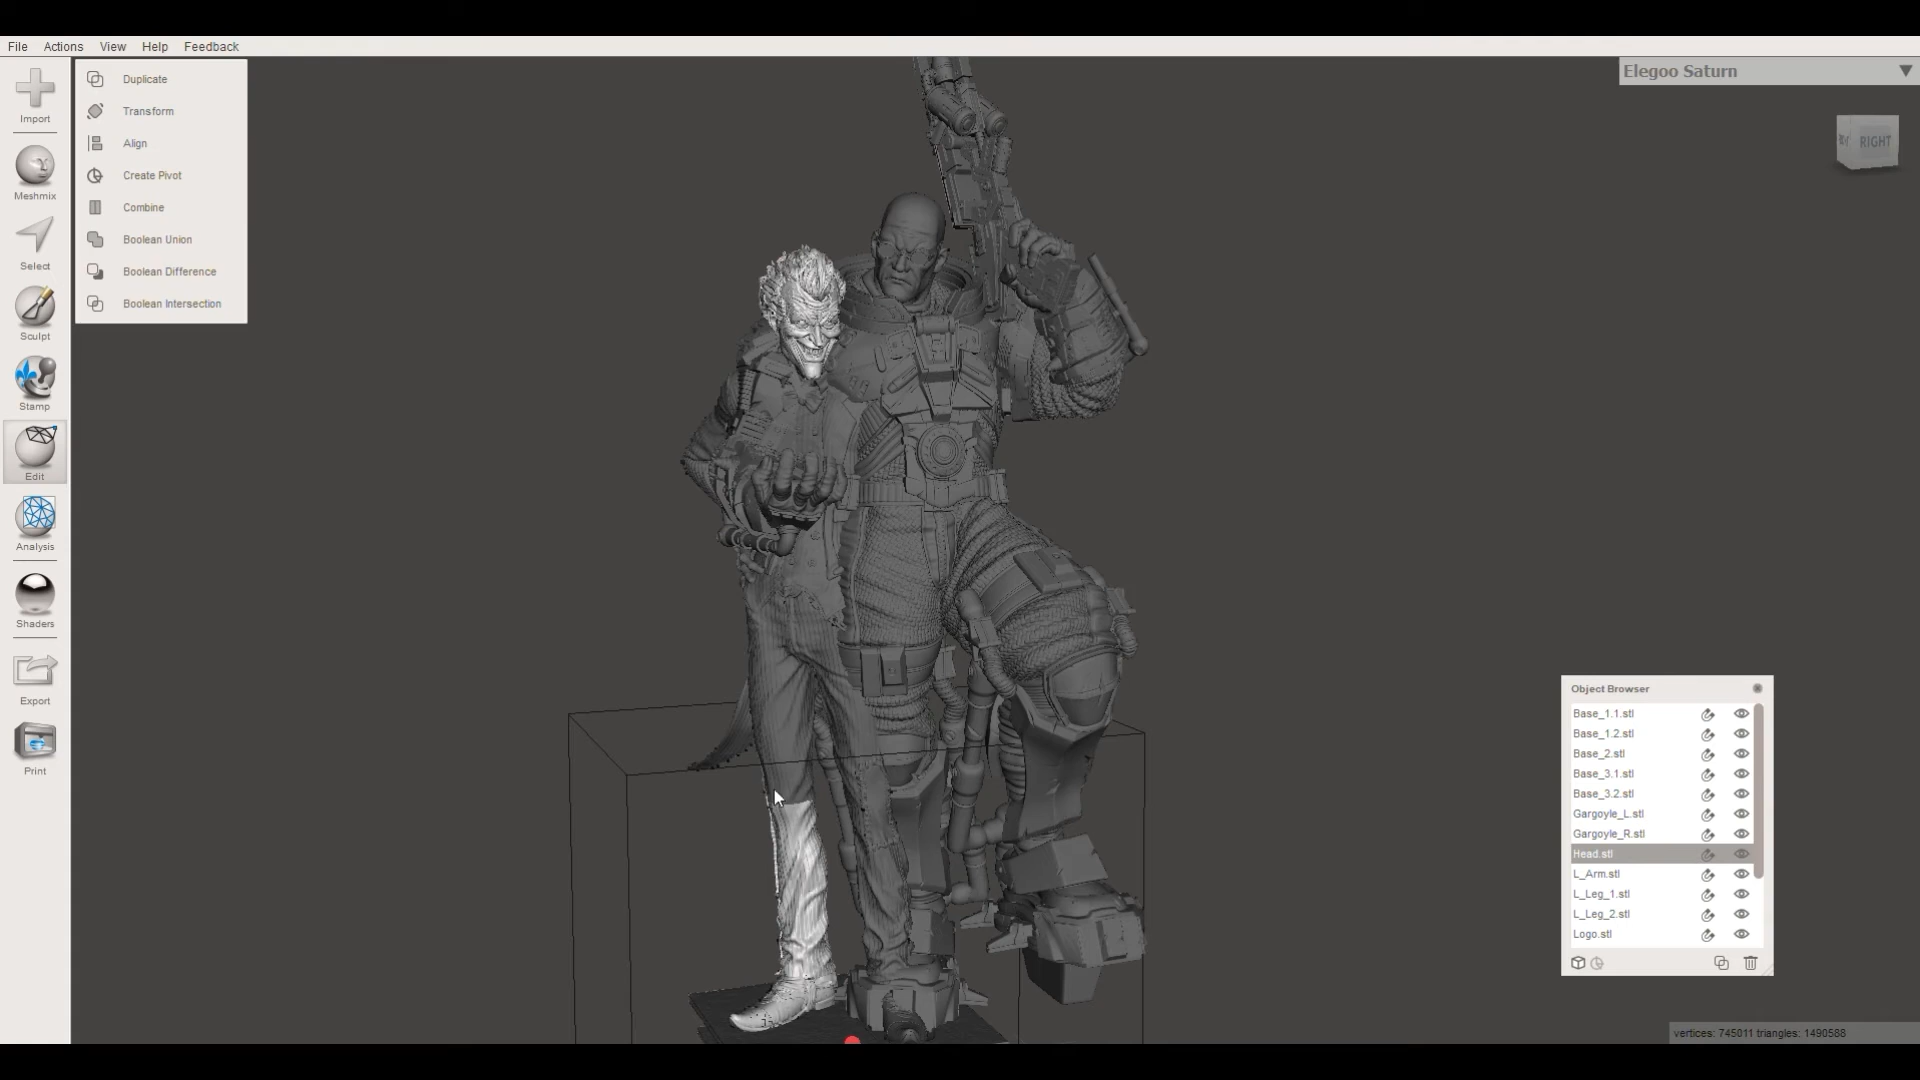 File Actions View Help Feedback
Import
Meshmix
Select
Sculpt
Stamp
Edit
Analysis
Shaders
Export
Print
Duplicate
Transform
Align
Create Pivot
Combine
Boolean Union
Boolean Difference
Boolean Intersection
Elegoo Saturn
RIGHT
Object Browser
Base_1.1.stl
Base_1.2.stl
Base_2.stl
Base_3.1.stl
Base_3.2.stl
Gargoyle_L.stl
Gargoyle_R.stl
Head.stl
L_Arm.stl
L_Leg_1.stl
L_Leg_2.stl
Logo.stl
vertices: 745011 triangles: 1490588